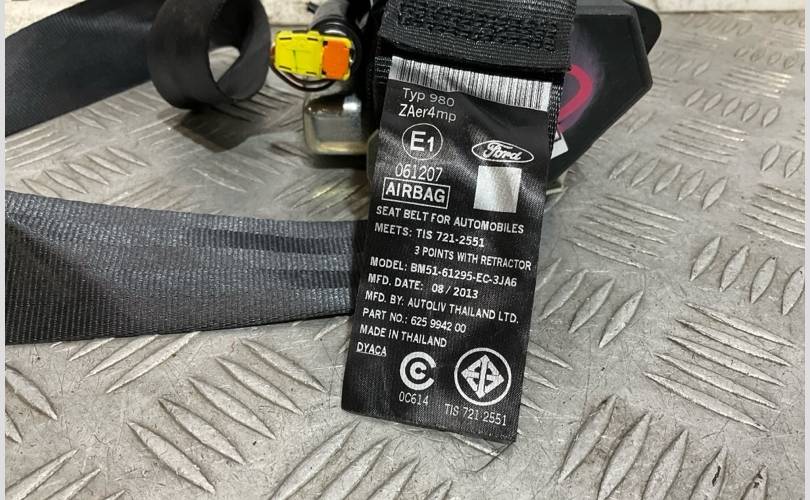 Typ 980
ZAer4mp
E1
Ford
061207
AIRBAG
SEAT BELT FOR AUTOMOBILES
MEETS: TIS 721-2551
3 POINTS WITH RETRACTOR
MODEL: BM51-61295-EC-3JA6
MFD. DATE: 08 / 2013
MFD. BY: AUTOLIV THAILAND LTD.
PART NO.: 625 9942 00
MADE IN THAILAND
DYACA
C
0C614
TIS 721-2551